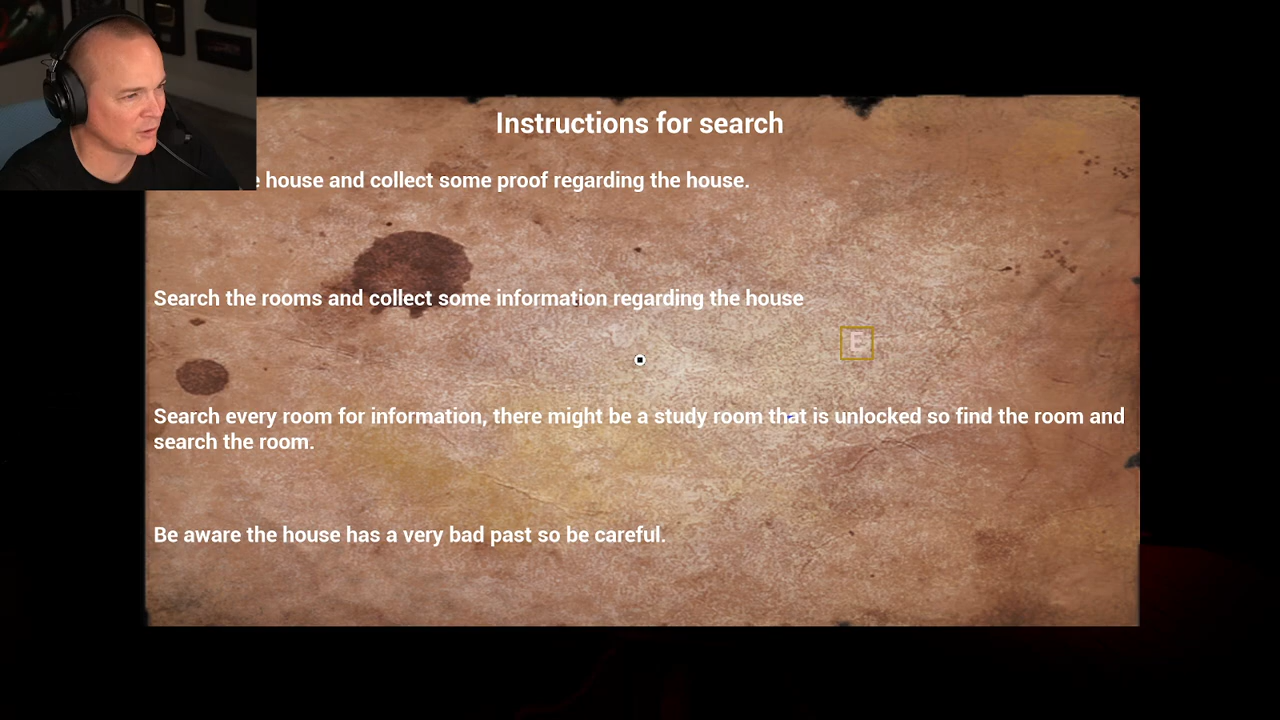 Instructions for search
house and collect some proof regarding the house.
Search the rooms and collect some information regarding the house
E
Search every room for information, there might be a study room that is unlocked so find the room and
search the room.
Be aware the house has a very bad past so be careful.